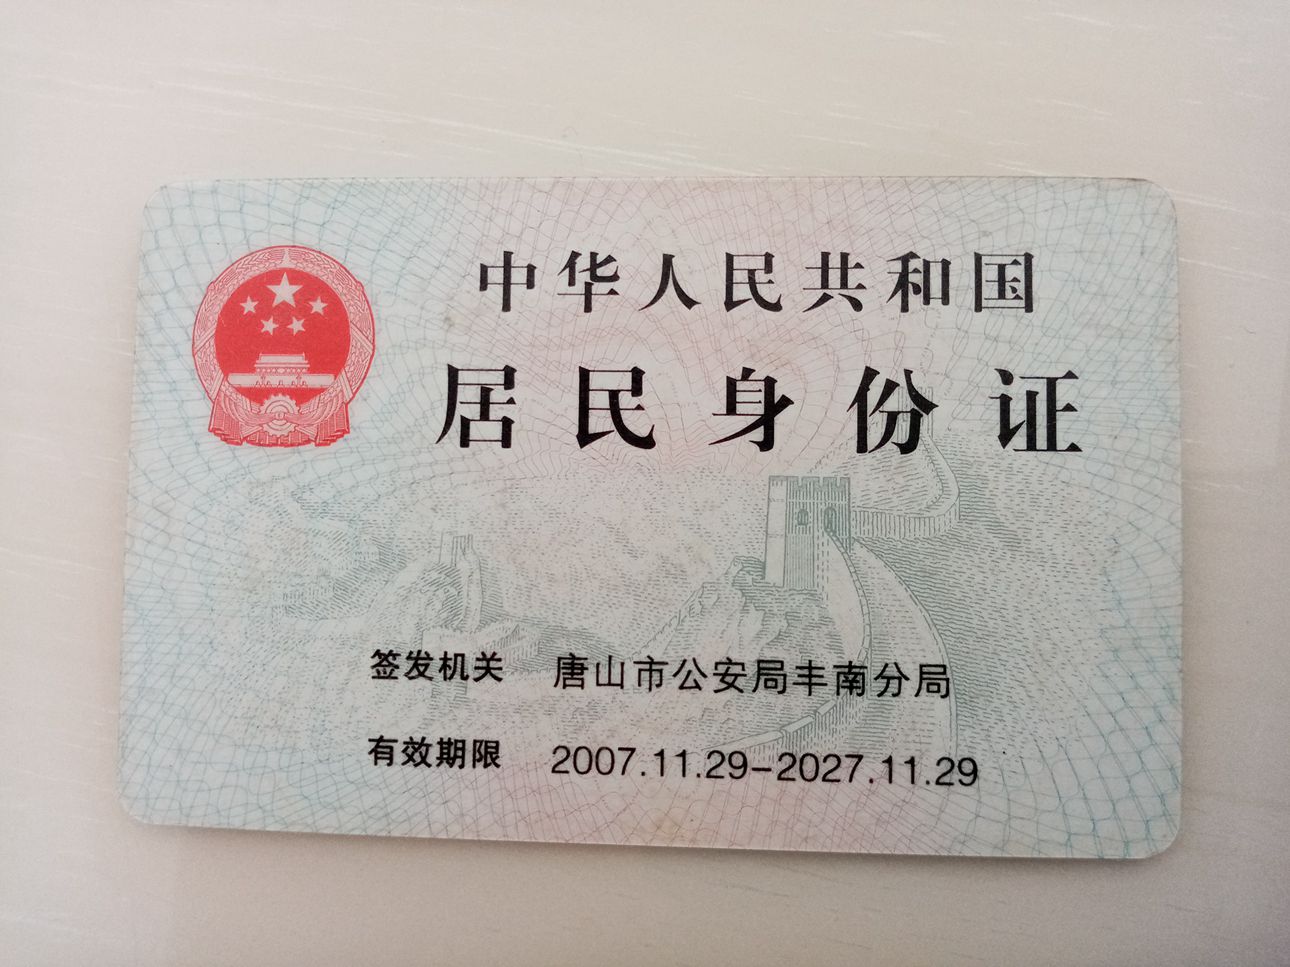 中华人民共和国
居民身份证
签发机关 唐山市公安局丰南分局
有效期限 2007.11.29-2027.11.29